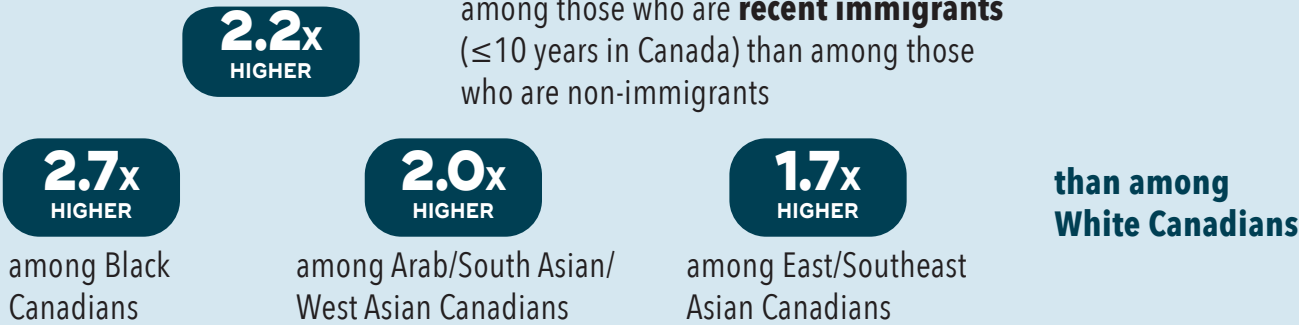 2.2x
HIGHER
among those who are recent immigrants
(≤10 years in Canada) than among those
who are non-immigrants
2.7x
HIGHER
among Black
Canadians
2.0x
HIGHER
among Arab/South Asian/
West Asian Canadians
1.7x
HIGHER
among East/Southeast
Asian Canadians
than among
White Canadians